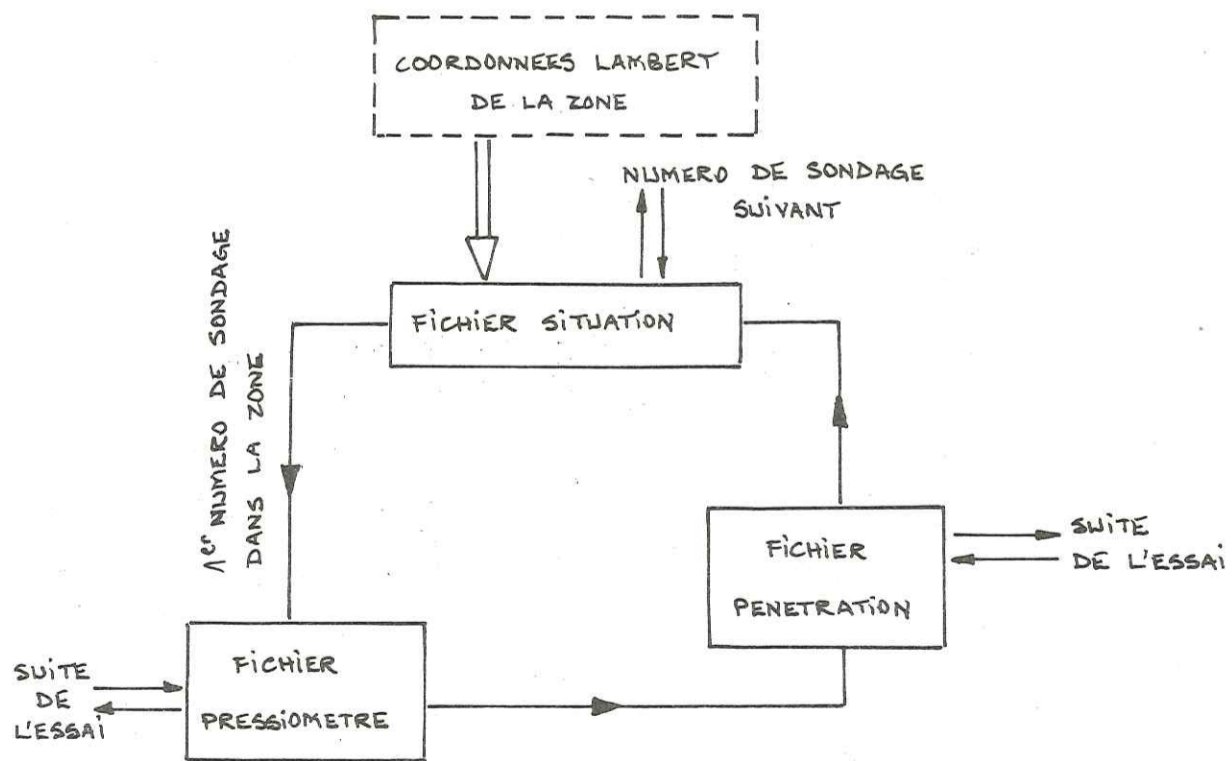 COORDONNEES LAMBERT
DE LA ZONE
NUMERO DE SONDAGE
SUIVANT
FICHIER SITUATION
1er NUMERO DE SONDAGE
DANS LA ZONE
FICHIER
PENETRATION
SUITE
DE L'ESSAI
FICHIER
PRESSIOMETRE
SUITE
DE
L'ESSAI